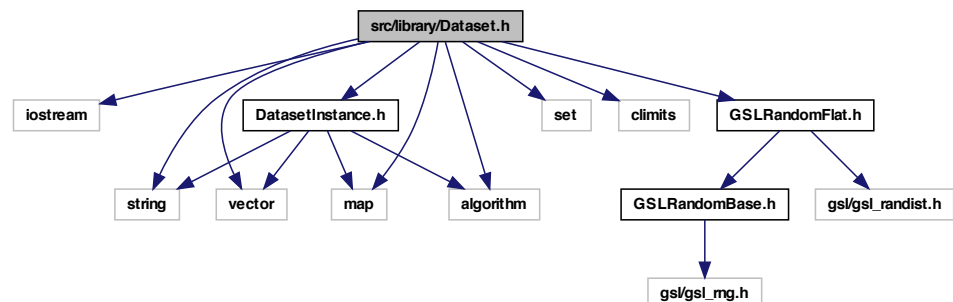 src/library/Dataset.h
iostream
DatasetInstance.h
set
climits
GSLRandomFlat.h
string
vector
map
algorithm
GSLRandomBase.h
gsl/gsl_randist.h
gsl/gsl_rng.h